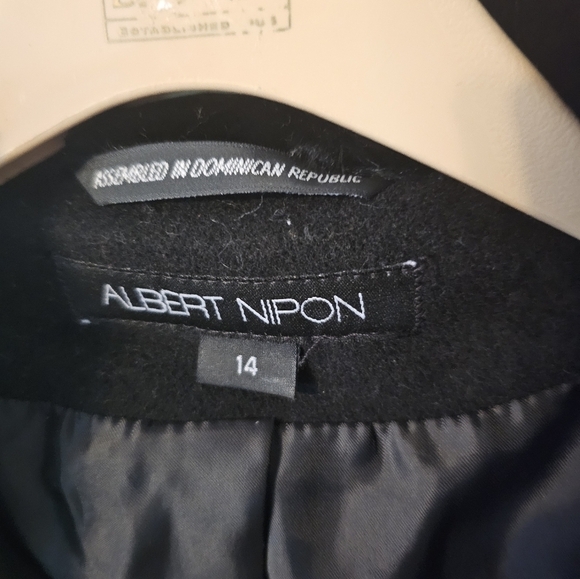 ESTABLISHED
ASSEMBLED IN DOMINICAN REPUBLIC
ALBERT NIPON
14